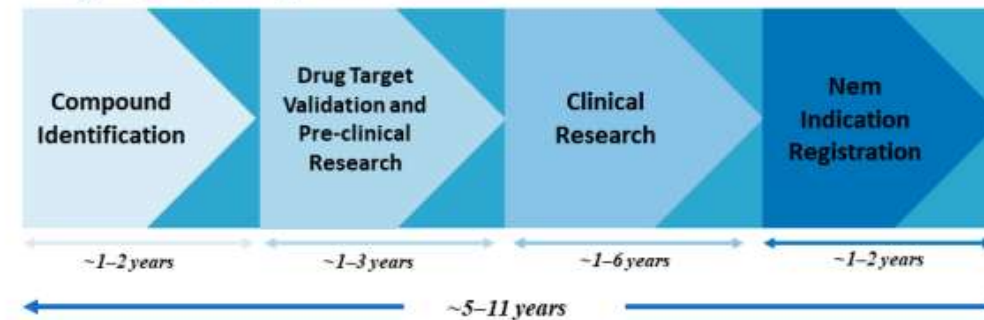 Compound
Identification
Drug Target
Validation and
Pre-clinical
Research
Clinical
Research
Nem
Indication
Registration
~1–2 years
~1–3 years
~1–6 years
~1–2 years
~5–11 years